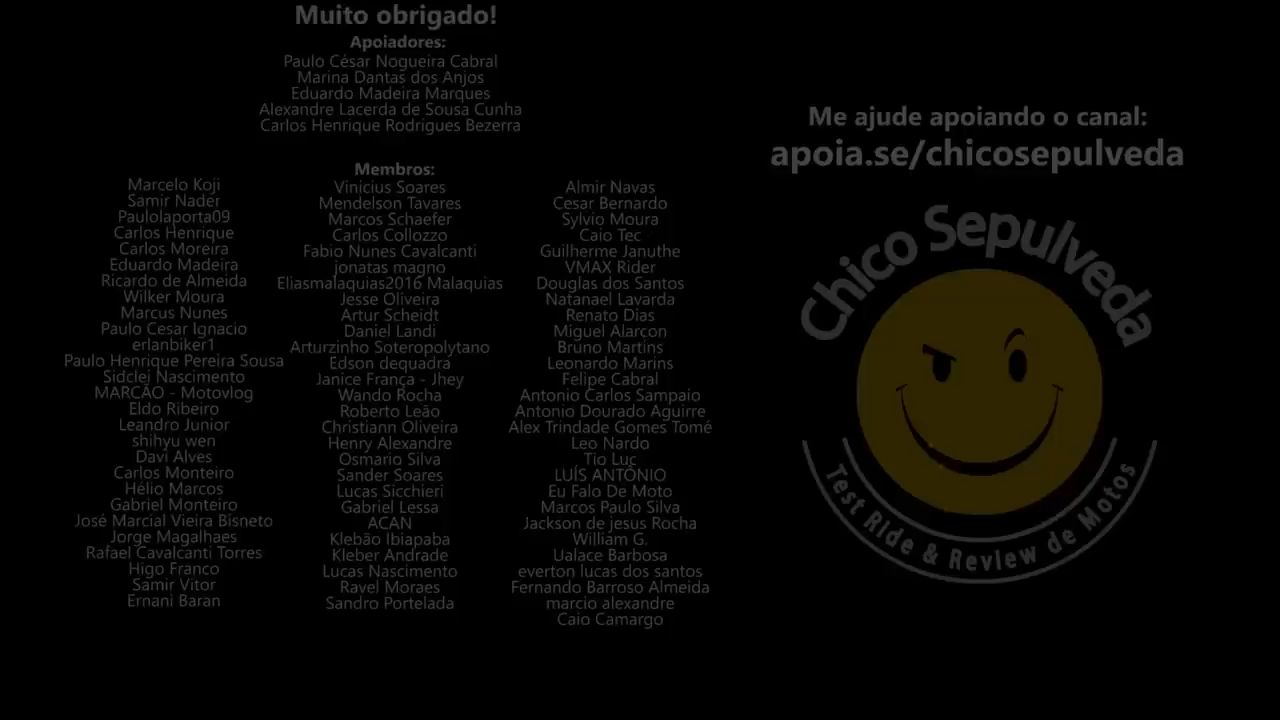 Muito obrigado!
Apoiadores:
Paulo César Nogueira Cabral
Marina Dantas dos Anjos
Eduardo Madeira Marques
Alexandre Lacerda de Sousa Cunha
Carlos Henrique Rodrigues Bezerra
Membros:
Marcelo Koji
Samir Nader
Paulolaporta09
Carlos Henrique
Carlos Moreira
Eduardo Madeira
Ricardo de Almeida
Wilker Moura
Marcus Nunes
Paulo Cesar Ignacio
erlanbiker1
Paulo Henrique Pereira Sousa
Sidclei Nascimento
MARCÃO - Motovlog
Eldo Ribeiro
Leandro Junior
shihyu wen
Davi Alves
Carlos Monteiro
Hélio Marcos
Gabriel Monteiro
José Marcial Vieira Bisneto
Jorge Magalhaes
Rafael Cavalcanti Torres
Higo Franco
Samir Vitor
Ernani Baran
Vinicius Soares
Mendelson Tavares
Marcos Schaefer
Carlos Collozzo
Fabio Nunes Cavalcanti
jonatas magno
Eliasmalaquias2016 Malaquias
Jesse Oliveira
Artur Scheidt
Daniel Landi
Arturzinho Soteropolytano
Edson dequadra
Janice França - Jhey
Wando Rocha
Roberto Leão
Christiann Oliveira
Henry Alexandre
Osmario Silva
Sander Soares
Lucas Sicchieri
Gabriel Lessa
ACAN
Klebão Ibiapaba
Kleber Andrade
Lucas Nascimento
Ravel Moraes
Sandro Portelada
Almir Navas
Cesar Bernardo
Sylvio Moura
Caio Tec
Guilherme Januthe
VMAX Rider
Douglas dos Santos
Natanael Lavarda
Renato Dias
Miguel Alarcon
Bruno Martins
Leonardo Marins
Felipe Cabral
Antonio Carlos Sampaio
Antonio Dourado Aguirre
Alex Trindade Gomes Tomé
Leo Nardo
Tio Luc
LUÍS ANTÔNIO
Eu Falo De Moto
Marcos Paulo Silva
Jackson de jesus Rocha
William G.
Ualace Barbosa
everton lucas dos santos
Fernando Barroso Almeida
marcio alexandre
Caio Camargo
Me ajude apoiando o canal:
apoia.se/chicosepulveda
Chico Sepulveda
Test Ride & Review de Motos